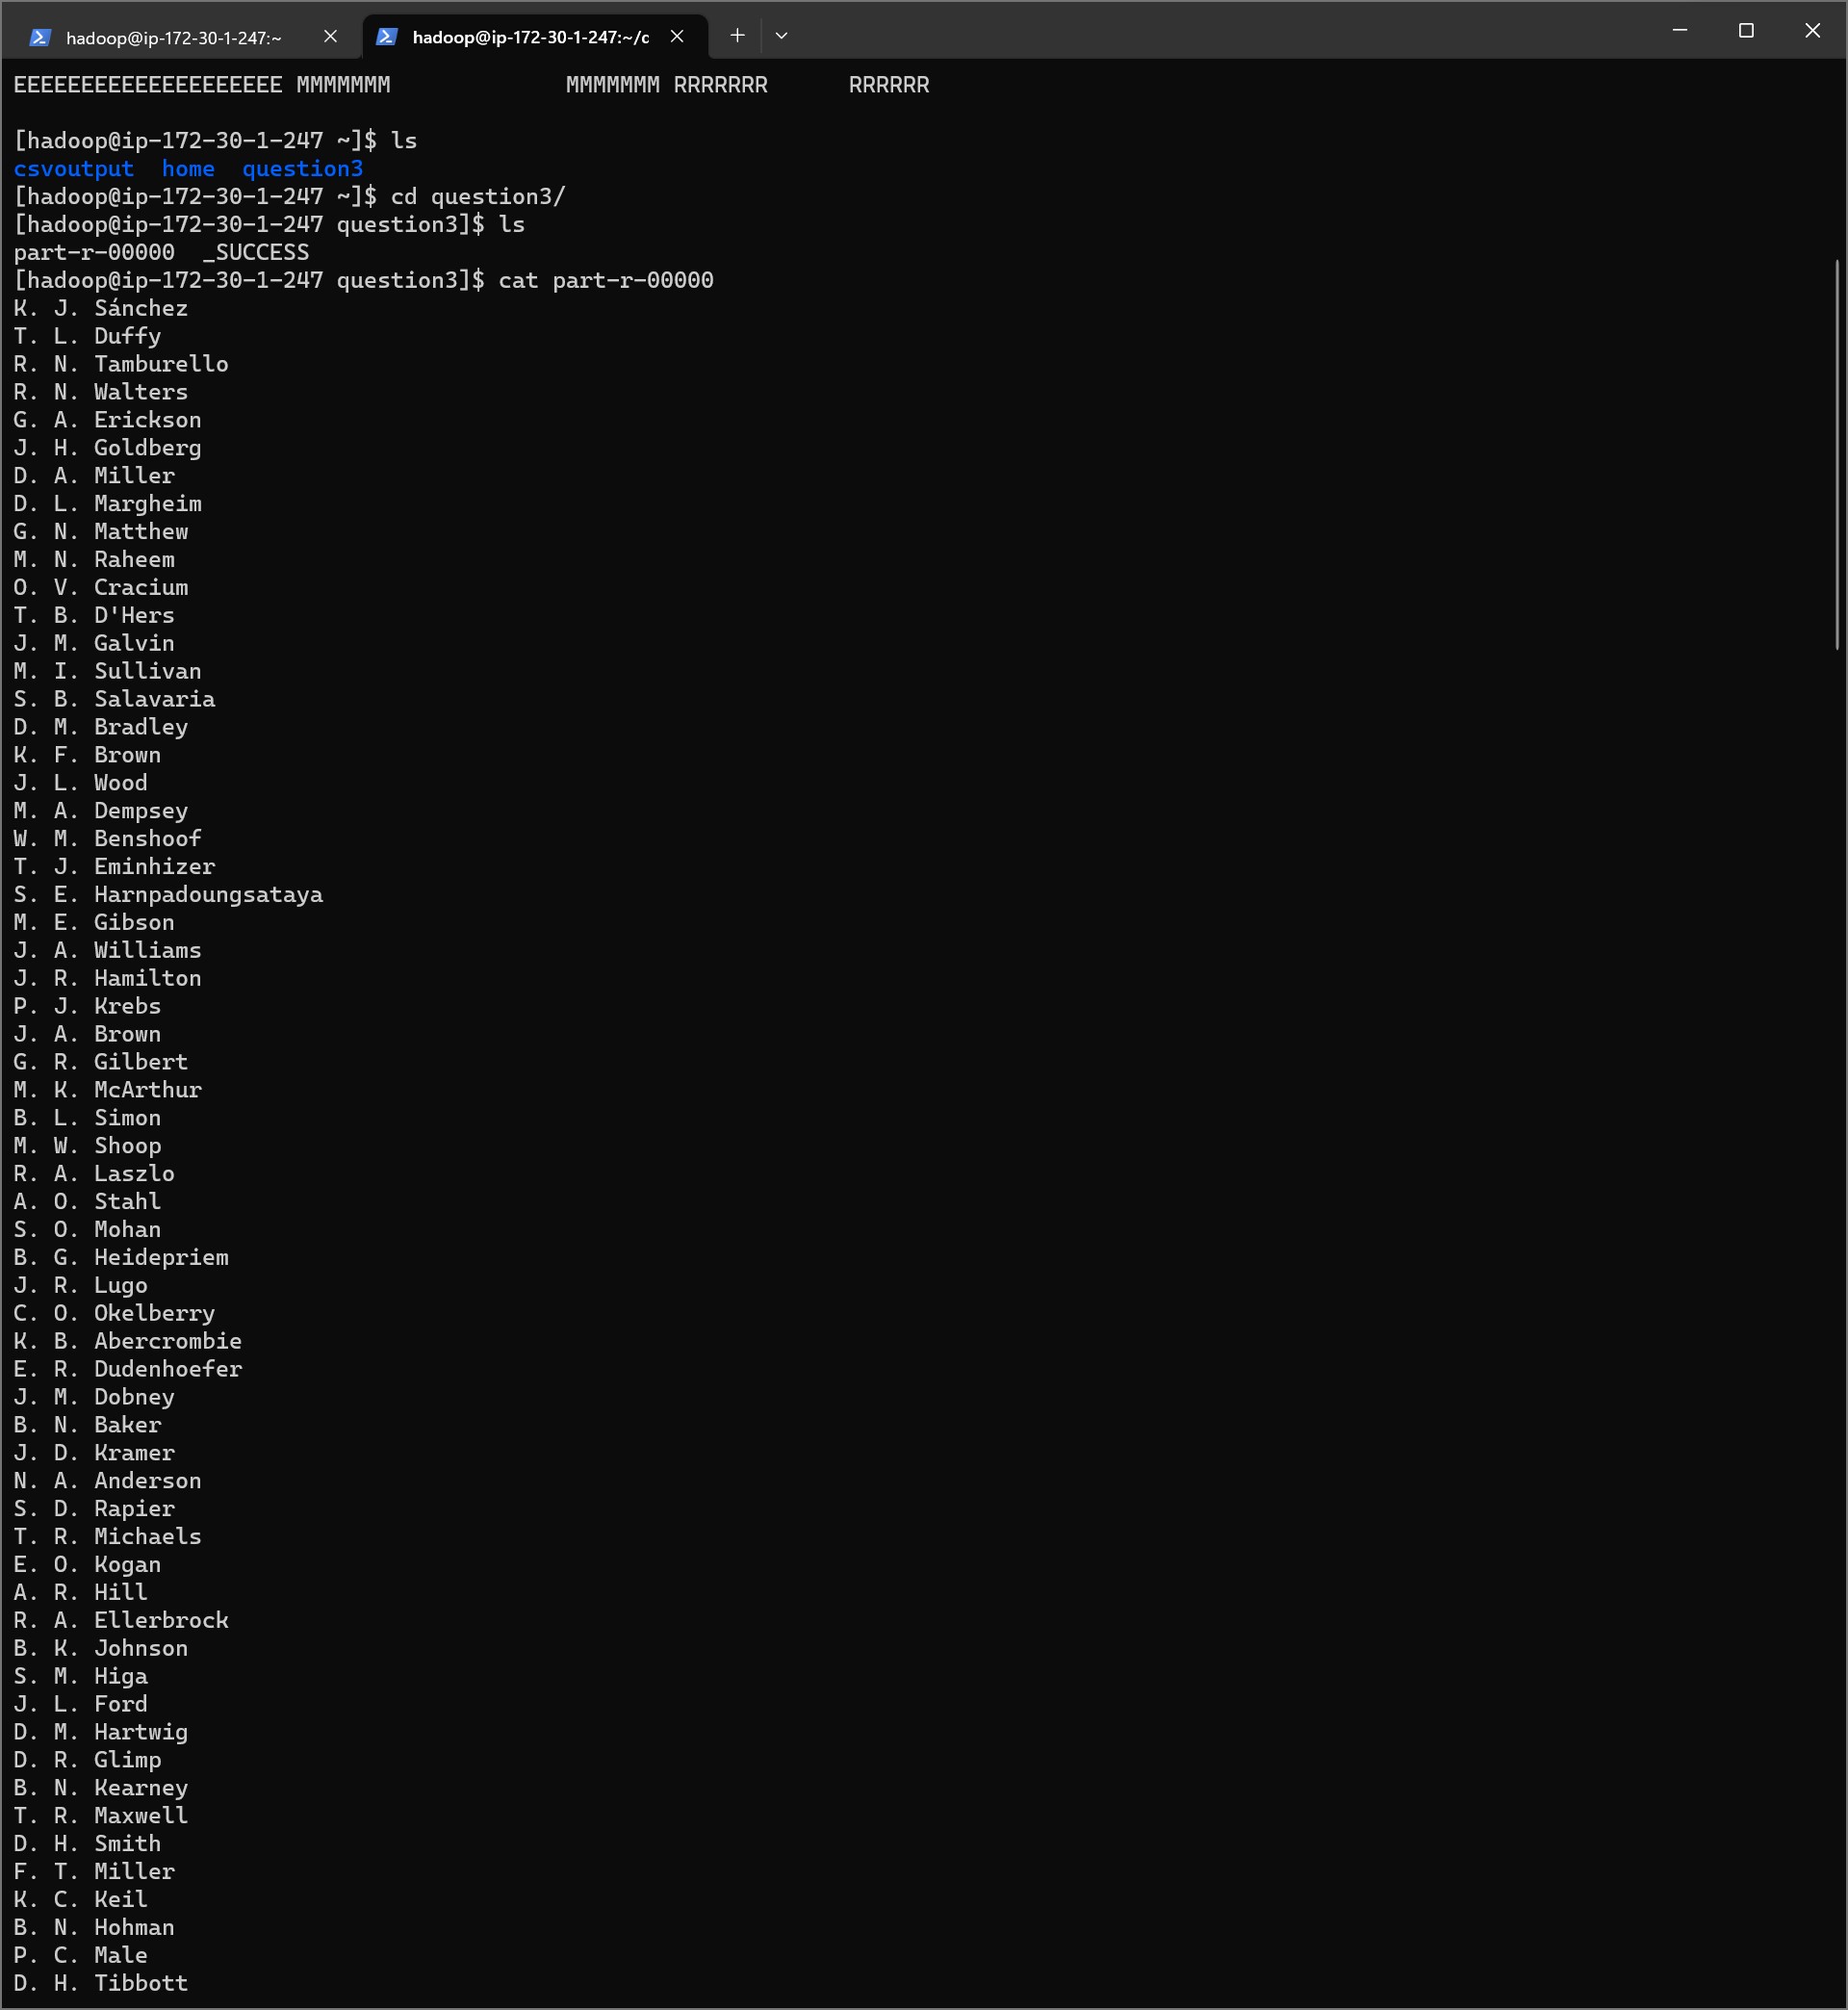 hadoop@ip-172-30-1-247:~
hadoop@ip-172-30-1-247:~/c
EEEEEEEEEEEEEEEEEEEE MMMMMMM             MMMMMMM RRRRRRR      RRRRRR
[hadoop@ip-172-30-1-247 ~]$ ls
csvoutput  home  question3
[hadoop@ip-172-30-1-247 ~]$ cd question3/
[hadoop@ip-172-30-1-247 question3]$ ls
part-r-00000  _SUCCESS
[hadoop@ip-172-30-1-247 question3]$ cat part-r-00000
K. J. Sánchez
T. L. Duffy
R. N. Tamburello
R. N. Walters
G. A. Erickson
J. H. Goldberg
D. A. Miller
D. L. Margheim
G. N. Matthew
M. N. Raheem
O. V. Cracium
T. B. D'Hers
J. M. Galvin
M. I. Sullivan
S. B. Salavaria
D. M. Bradley
K. F. Brown
J. L. Wood
M. A. Dempsey
W. M. Benshoof
T. J. Eminhizer
S. E. Harnpadoungsataya
M. E. Gibson
J. A. Williams
J. R. Hamilton
P. J. Krebs
J. A. Brown
G. R. Gilbert
M. K. McArthur
B. L. Simon
M. W. Shoop
R. A. Laszlo
A. O. Stahl
S. O. Mohan
B. G. Heidepriem
J. R. Lugo
C. O. Okelberry
K. B. Abercrombie
E. R. Dudenhoefer
J. M. Dobney
B. N. Baker
J. D. Kramer
N. A. Anderson
S. D. Rapier
T. R. Michaels
E. O. Kogan
A. R. Hill
R. A. Ellerbrock
B. K. Johnson
S. M. Higa
J. L. Ford
D. M. Hartwig
D. R. Glimp
B. N. Kearney
T. R. Maxwell
D. H. Smith
F. T. Miller
K. C. Keil
B. N. Hohman
P. C. Male
D. H. Tibbott